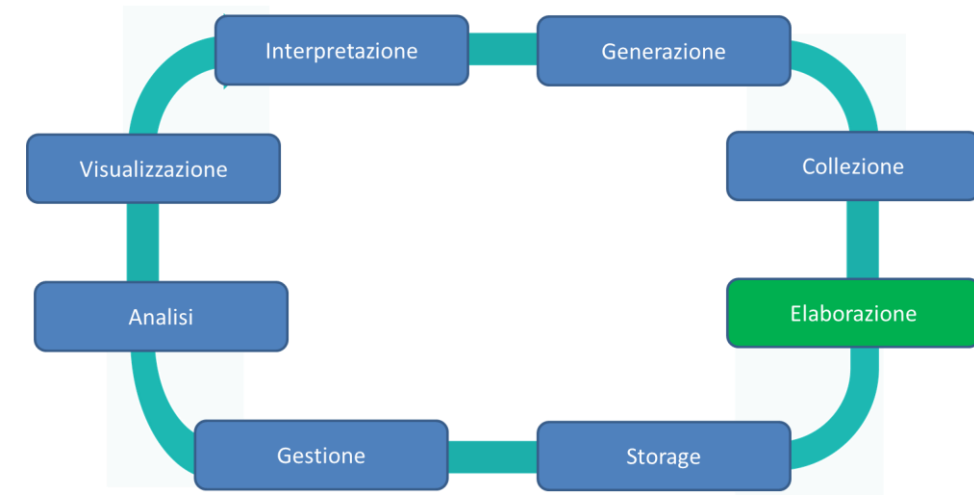 Interpretazione
Generazione
Visualizzazione
Collezione
Analisi
Elaborazione
Gestione
Storage